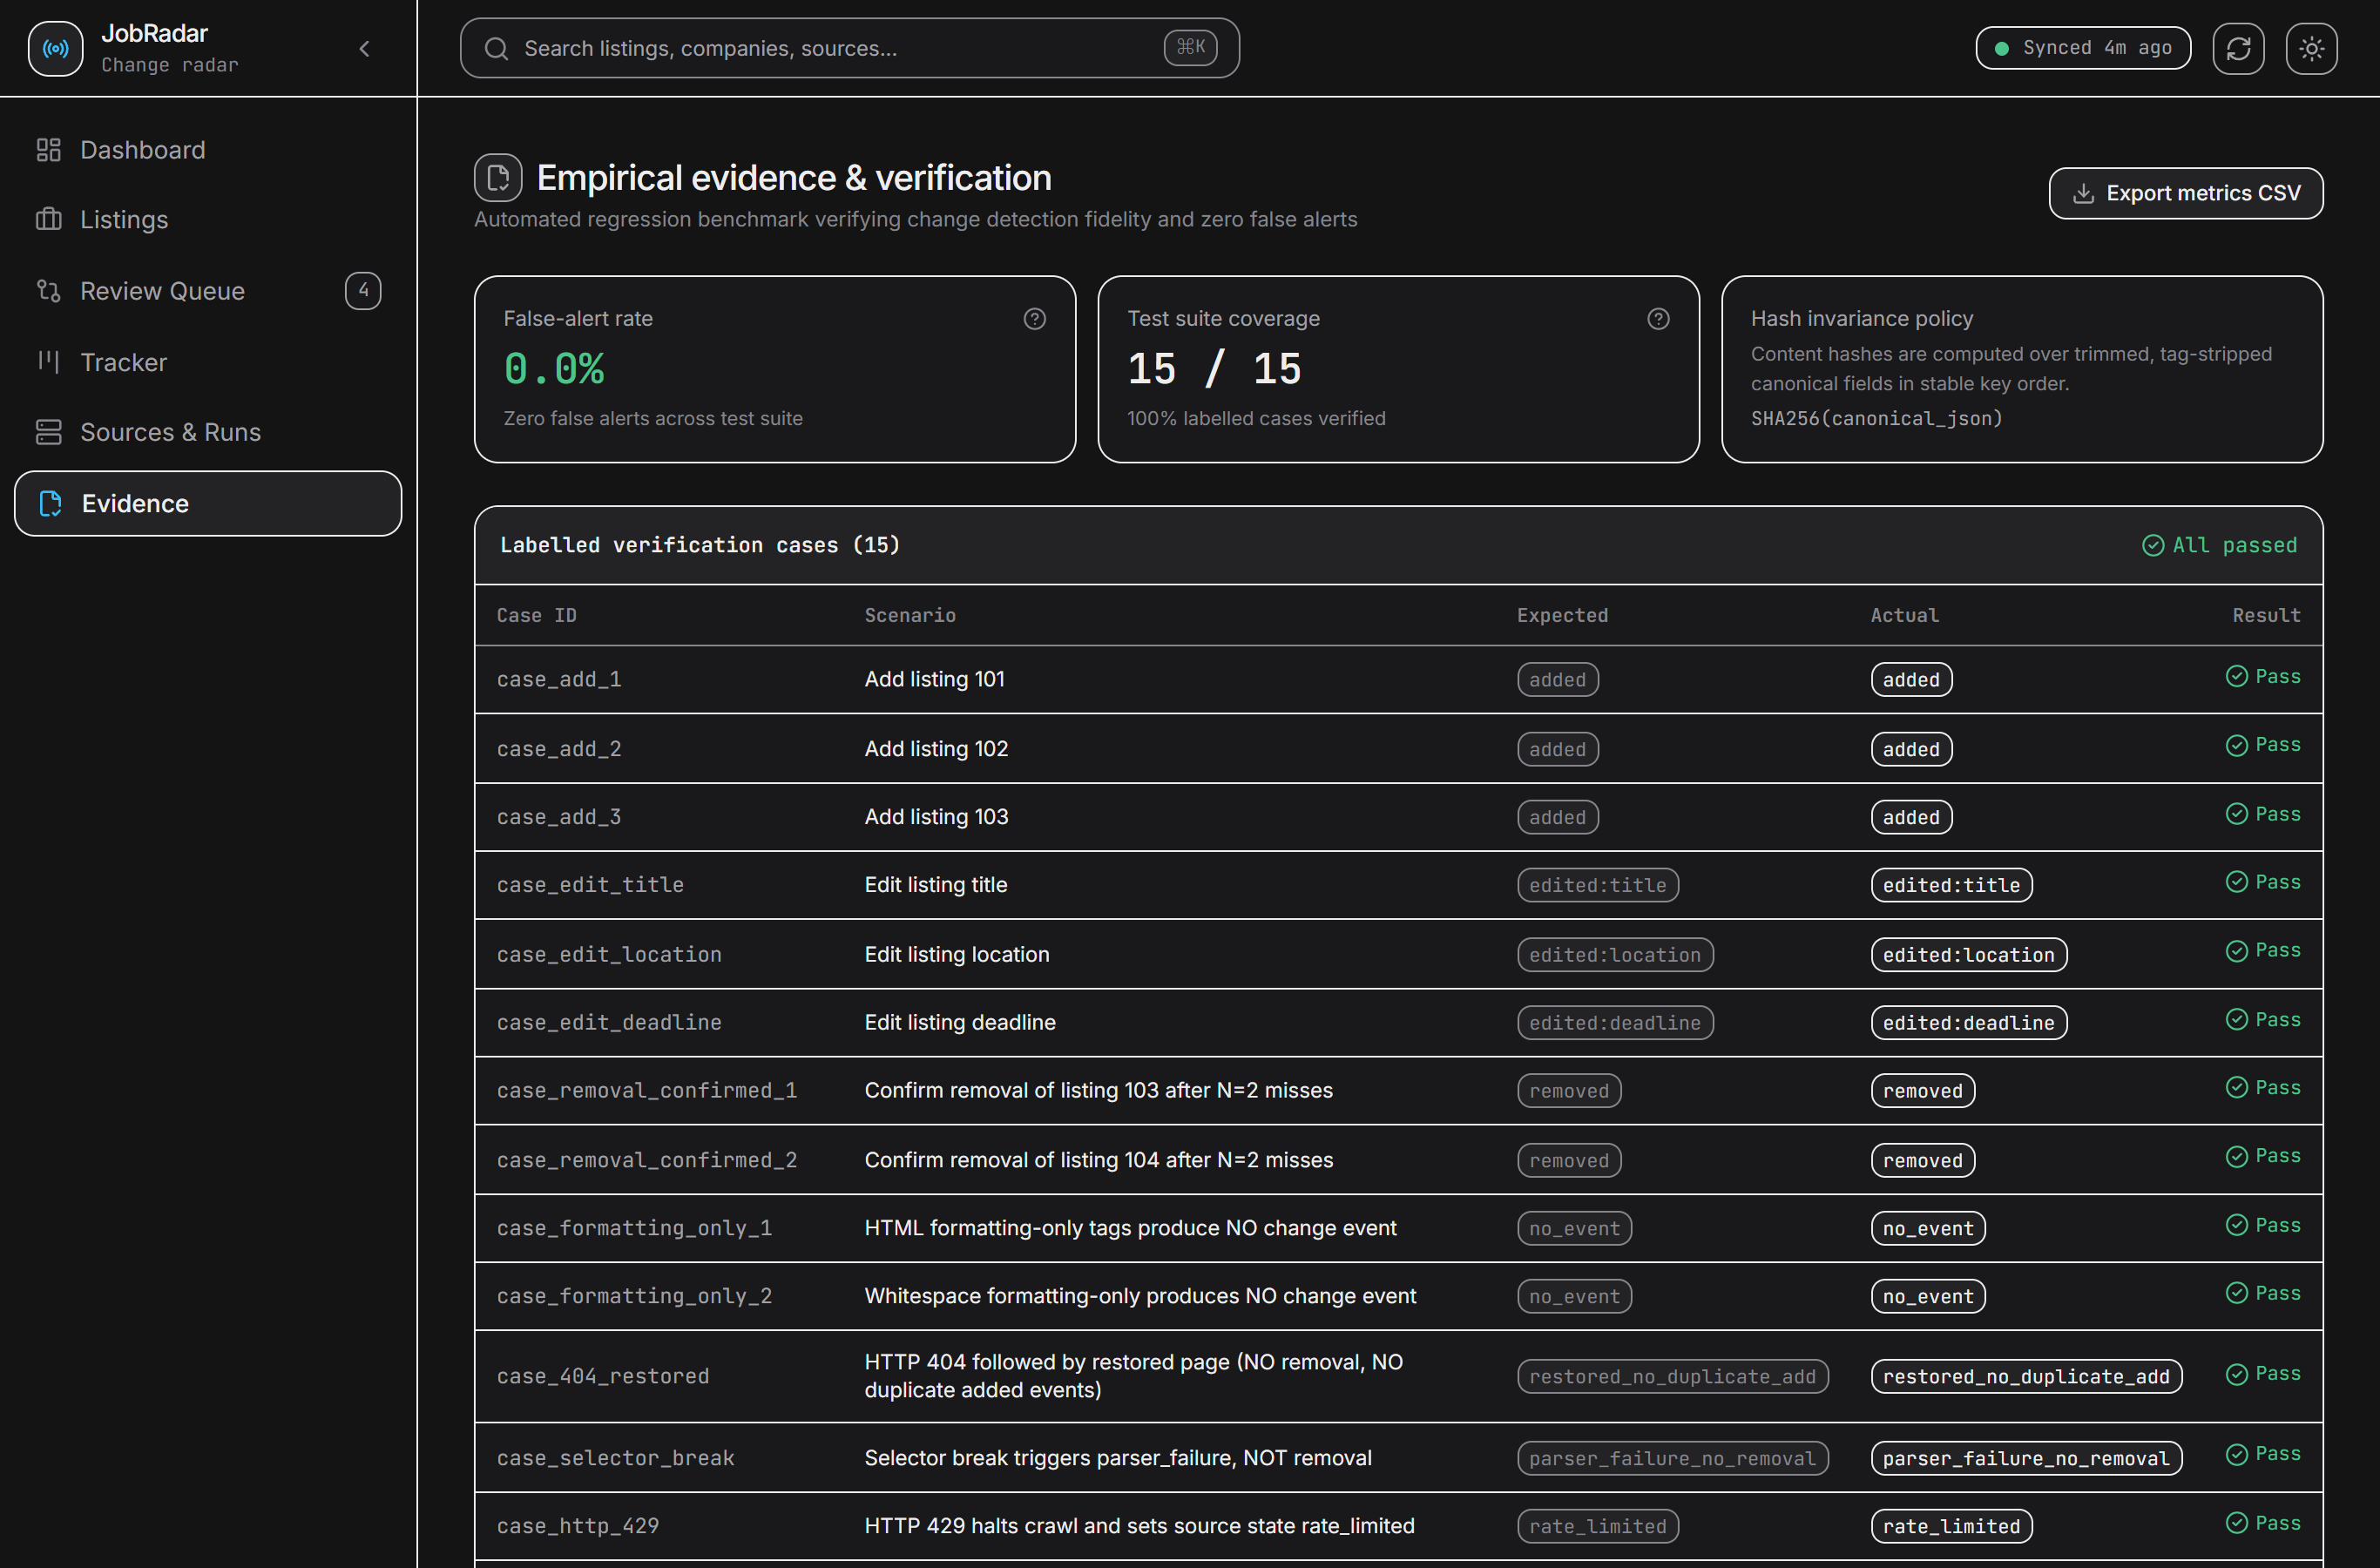 JobRadar
Change radar
Search listings, companies, sources...
⌘K
Synced 4m ago
Dashboard
Listings
Review Queue
4
Tracker
Sources & Runs
Evidence
Empirical evidence & verification
Automated regression benchmark verifying change detection fidelity and zero false alerts
Export metrics CSV
False-alert rate
0.0%
Zero false alerts across test suite
Test suite coverage
15 / 15
100% labelled cases verified
Hash invariance policy
Content hashes are computed over trimmed, tag-stripped
canonical fields in stable key order.
SHA256(canonical_json)
Labelled verification cases (15)
All passed
Case ID Scenario Expected Actual Result
case_add_1 Add listing 101 added added Pass
case_add_2 Add listing 102 added added Pass
case_add_3 Add listing 103 added added Pass
case_edit_title Edit listing title edited:title edited:title Pass
case_edit_location Edit listing location edited:location edited:location Pass
case_edit_deadline Edit listing deadline edited:deadline edited:deadline Pass
case_removal_confirmed_1 Confirm removal of listing 103 after N=2 misses removed removed Pass
case_removal_confirmed_2 Confirm removal of listing 104 after N=2 misses removed removed Pass
case_formatting_only_1 HTML formatting-only tags produce NO change event no_event no_event Pass
case_formatting_only_2 Whitespace formatting-only produces NO change event no_event no_event Pass
case_404_restored HTTP 404 followed by restored page (NO removal, NO
duplicate added events) restored_no_duplicate_add restored_no_duplicate_add Pass
case_selector_break Selector break triggers parser_failure, NOT removal parser_failure_no_removal parser_failure_no_removal Pass
case_http_429 HTTP 429 halts crawl and sets source state rate_limited rate_limited rate_limited Pass